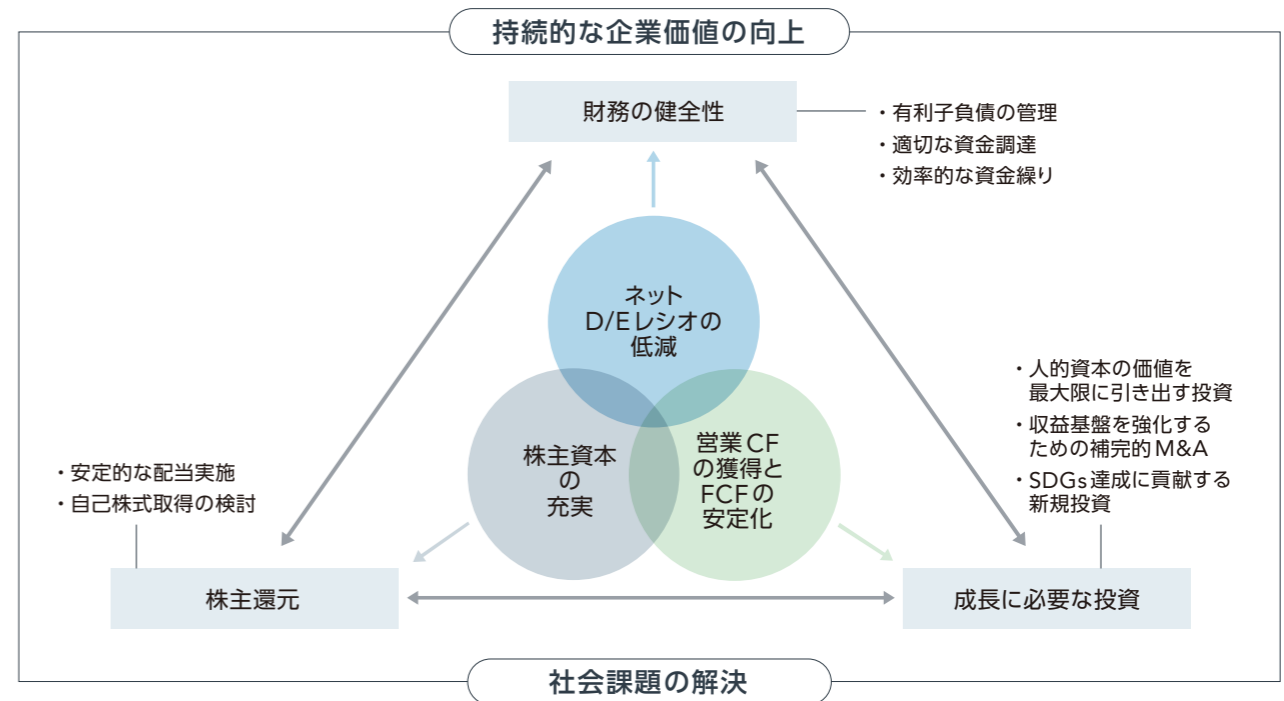 持続的な企業価値の向上
財務の健全性
・有利子負債の管理
・適切な資金調達
・効率的な資金繰り
ネット
D/Eレシオの
低減
株主資本
の
充実
営業CF
の獲得と
FCFの
安定化
・人的資本の価値を
最大限に引き出す投資
・収益基盤を強化する
ための補完的M&A
・SDGs達成に貢献する
新規投資
・安定的な配当実施
・自己株式取得の検討
株主還元
成長に必要な投資
社会課題の解決